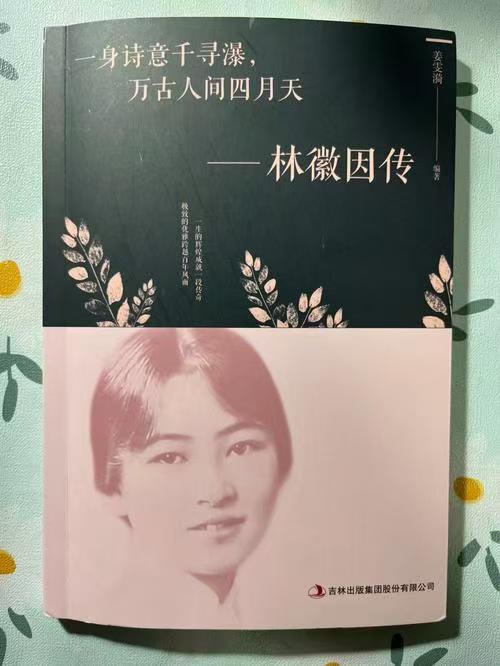 一身诗意千寻瀑，
万古人间四月天
——林徽因传
姜雯漪
编著
一生的辉煌成就一段传奇
极致的优雅跨越百年风雨
吉林出版集团股份有限公司